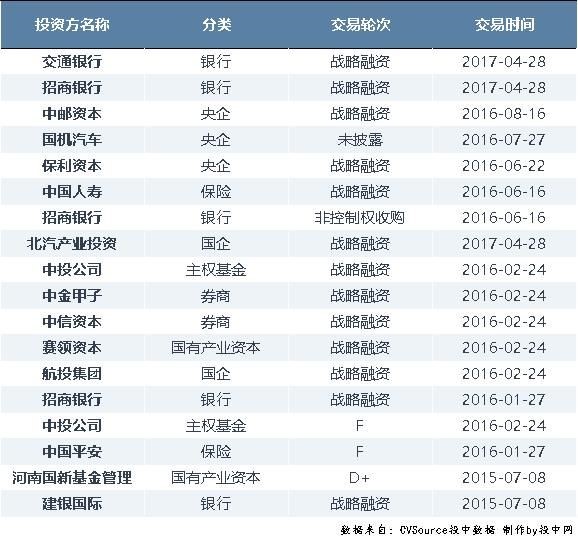 投资方名称 分类 交易轮次 交易时间
交通银行 银行 战略融资 2017-04-28
招商银行 银行 战略融资 2017-04-28
中邮资本 央企 战略融资 2016-08-16
国机汽车 央企 未披露 2016-07-27
保利资本 央企 战略融资 2016-06-22
中国人寿 保险 战略融资 2016-06-16
招商银行 银行 非控制权收购 2016-06-16
北汽产业投资 国企 战略融资 2017-04-28
中投公司 主权基金 战略融资 2016-02-24
中金甲子 券商 战略融资 2016-02-24
中信资本 券商 战略融资 2016-02-24
赛领资本 国有产业资本 战略融资 2016-02-24
航投集团 国企 战略融资 2016-02-24
招商银行 银行 战略融资 2016-01-27
中投公司 主权基金 F 2016-02-24
中国平安 保险 F 2016-01-27
河南国新基金管理 国有产业资本 D+ 2015-07-08
建银国际 银行 战略融资 2015-07-08
数据来自: CVSource投中数据 制作by投中网